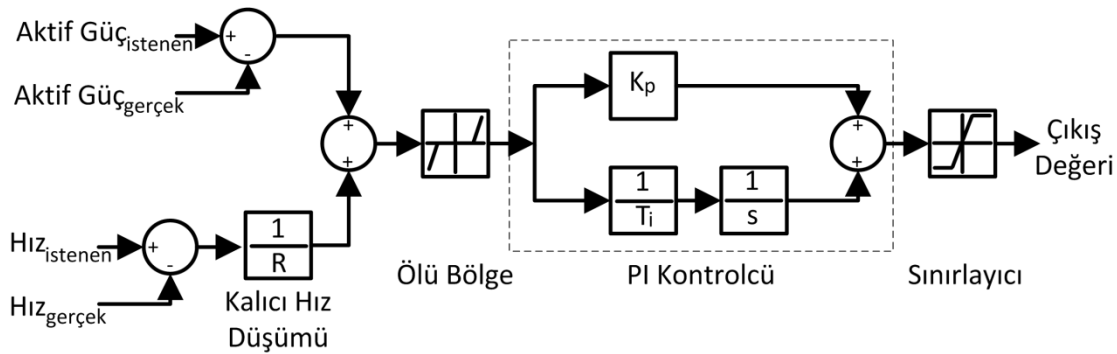 Aktif Güç istenen
+
-
Aktif Güç gerçek
+
+
Hız istenen
+
-
Hız gerçek
1
R
Kalıcı Hız
Düşümü
Ölü Bölge
Kp
1
Ti
1
s
+
+
PI Kontrolcü
Sınırlayıcı
Çıkış
Değeri